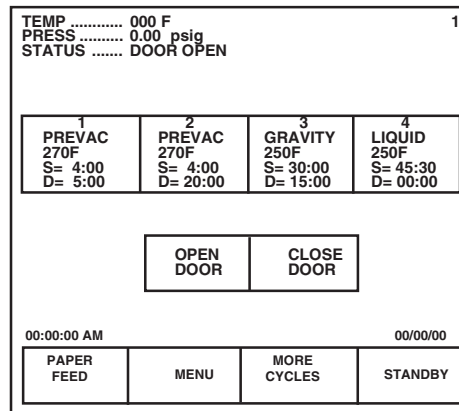 TEMP ............ 000 F 1
PRESS .......... 0.00 psig
STATUS ....... DOOR OPEN
1 2 3 4
PREVAC PREVAC GRAVITY LIQUID
270F 270F 250F 250F
S= 4:00 S= 4:00 S= 30:00 S= 45:30
D= 5:00 D= 20:00 D= 15:00 D= 00:00
OPEN CLOSE
DOOR DOOR
00:00:00 AM 00/00/00
PAPER FEED MENU MORE CYCLES STANDBY